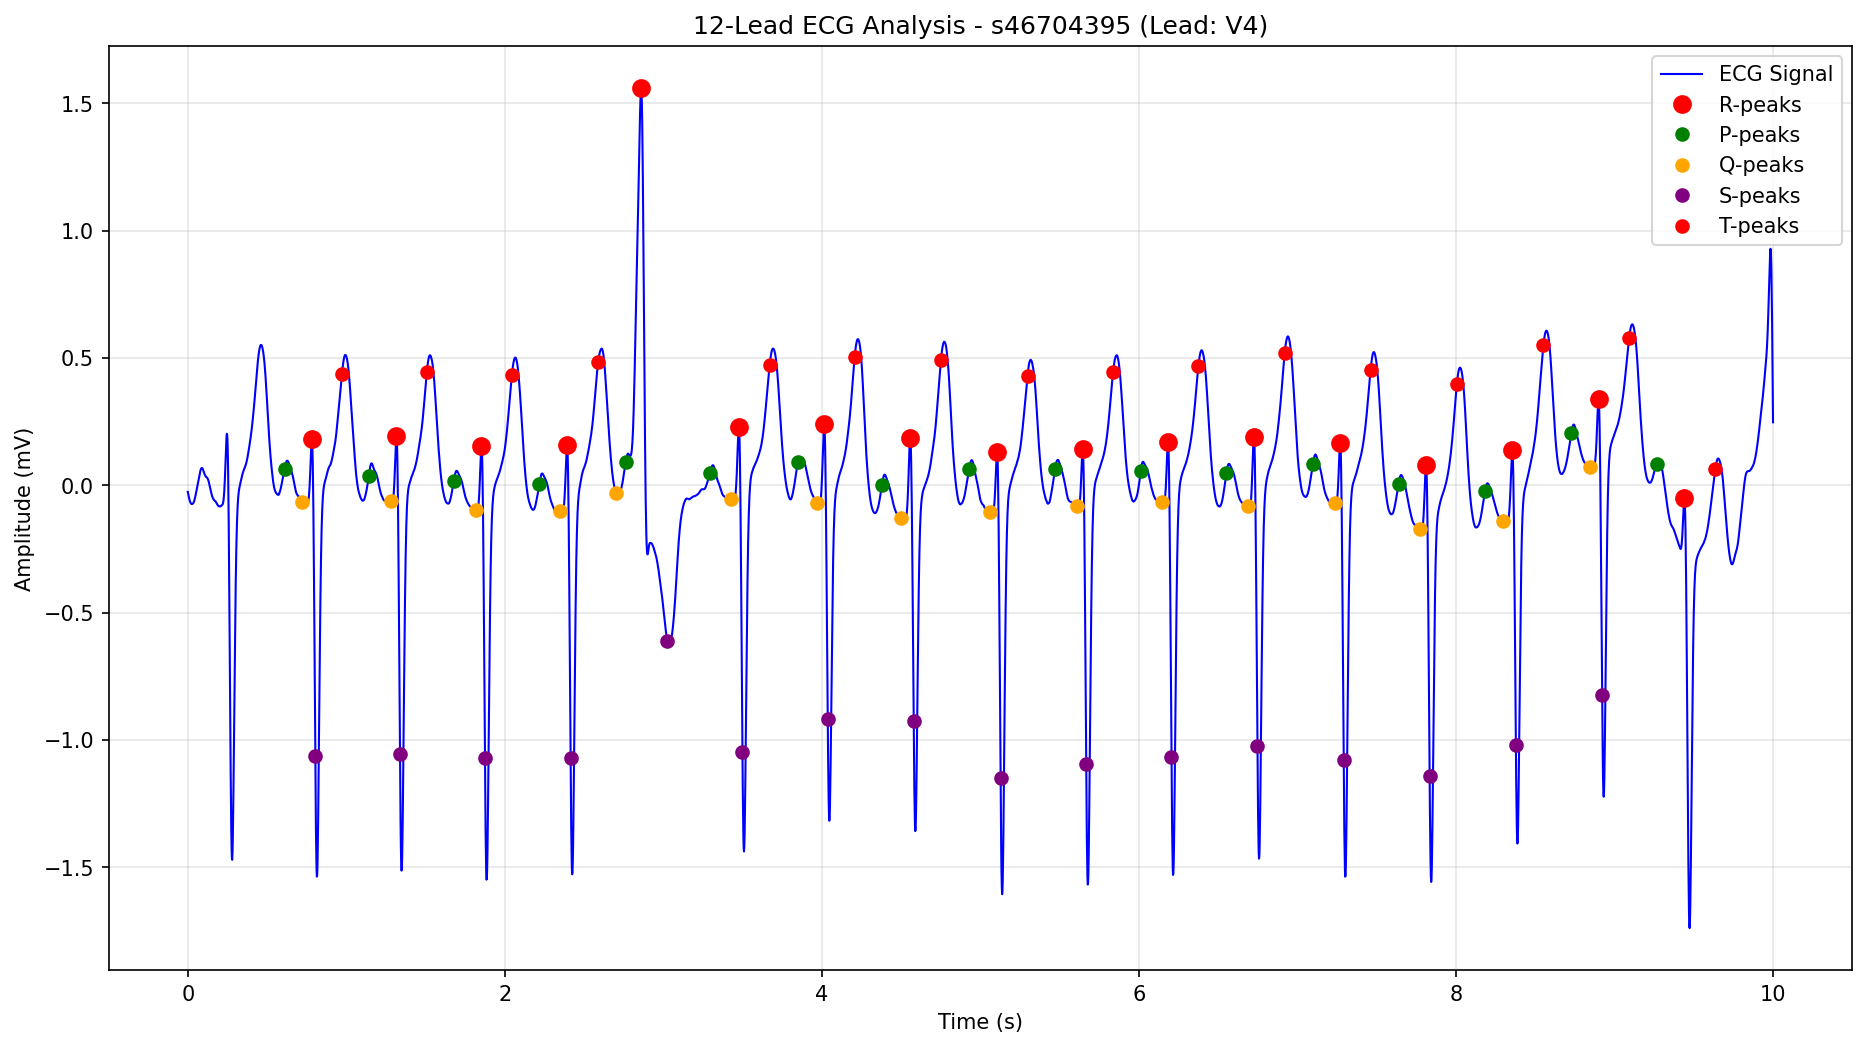 12-Lead ECG Analysis - s46704395 (Lead: V4)
ECG Signal
R-peaks
P-peaks
Q-peaks
S-peaks
T-peaks
Amplitude (mV)
1.5
1.0
0.5
0.0
−0.5
−1.0
−1.5
0 2 4 6 8 10
Time (s)